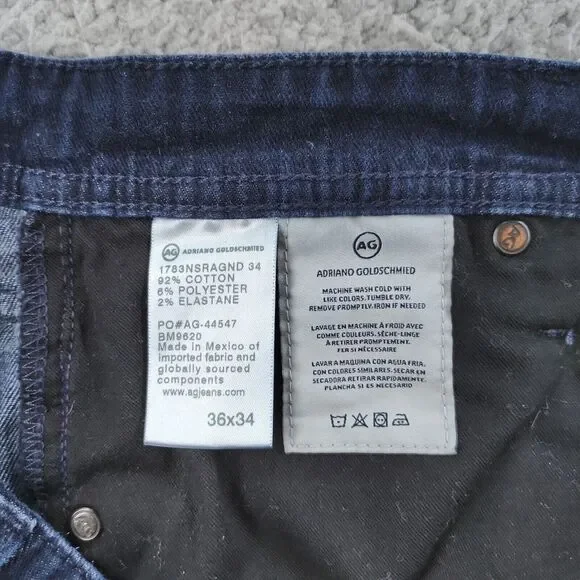 AG ADRIANO GOLDSCHMIED
1783NSRAGND 34
92% COTTON
6% POLYESTER
2% ELASTANE
PO#AG-44547
BM9620
Made in Mexico of
imported fabric and
globally sourced
components
www.agjeans.com
36x34
AG
ADRIANO GOLDSCHMIED
MACHINE WASH COLD WITH
LIKE COLORS. TUMBLE DRY.
REMOVE PROMPTLY. IRON IF NEEDED
LAVAGE EN MACHINE À FROID AVEC
COMME COULEURS. SÈCHE-LINGE
À RETIRER PROMPTEMENT.
FER SI NÉCESSAIRE
LAVAR A MAQUINA CON AGUA FRIA.
CON COLORES SIMILARES. SECAR EN
SECADORA RETIRAR RAPIDAMENTE.
PLANCHA SI ES NECESARIO